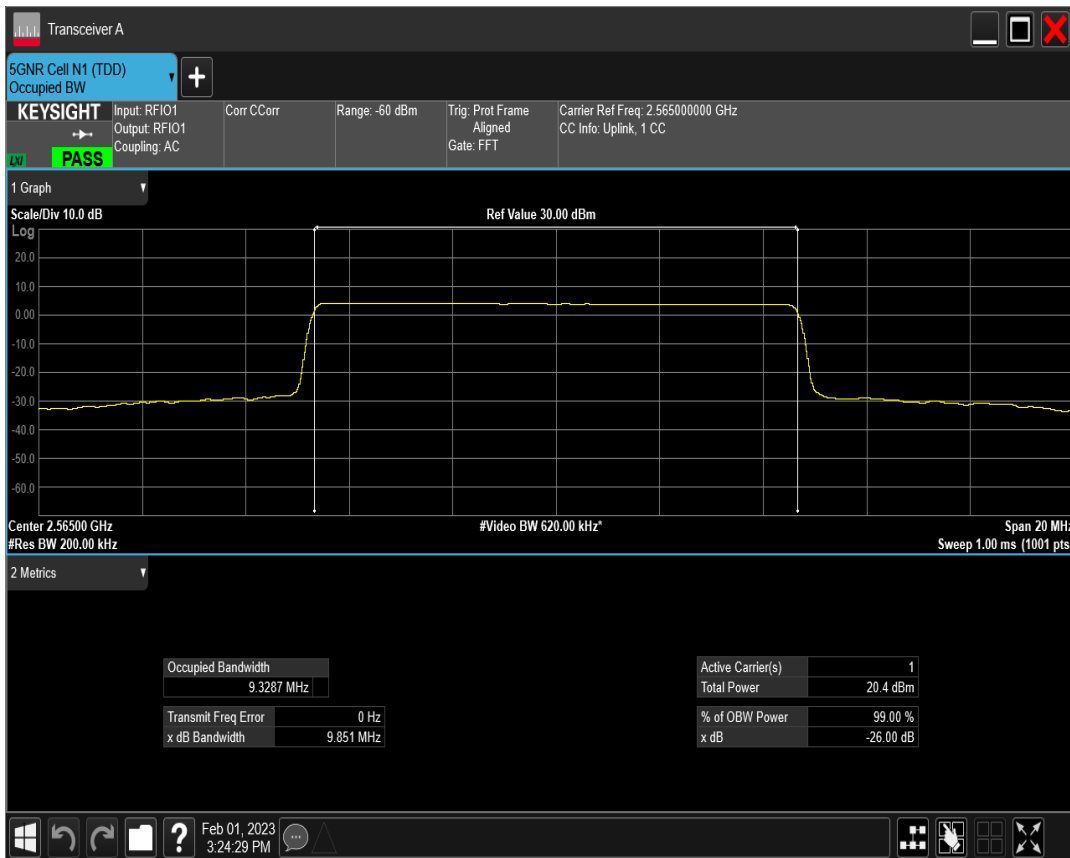 Transceiver A
5GNR Cell N1 (TDD)
Occupied BW
+
KEYSIGHT
LXI
PASS
Input: RFIO1
Output: RFIO1
Coupling: AC
Corr CCorr
Range: -60 dBm
Trig: Prot Frame
Aligned
Gate: FFT
Carrier Ref Freq: 2.565000000 GHz
CC Info: Uplink, 1 CC
1 Graph
Scale/Div 10.0 dB
Ref Value 30.00 dBm
Log
20.0
10.0
0.00
-10.0
-20.0
-30.0
-40.0
-50.0
-60.0
Center 2.56500 GHz
#Video BW 620.00 kHz*
Span 20 MHz
#Res BW 200.00 kHz
Sweep 1.00 ms (1001 pts
2 Metrics
Occupied Bandwidth
9.3287 MHz
Transmit Freq Error 0 Hz
x dB Bandwidth 9.851 MHz
Active Carrier(s) 1
Total Power 20.4 dBm
% of OBW Power 99.00 %
x dB -26.00 dB
?
Feb 01, 2023
3:24:29 PM